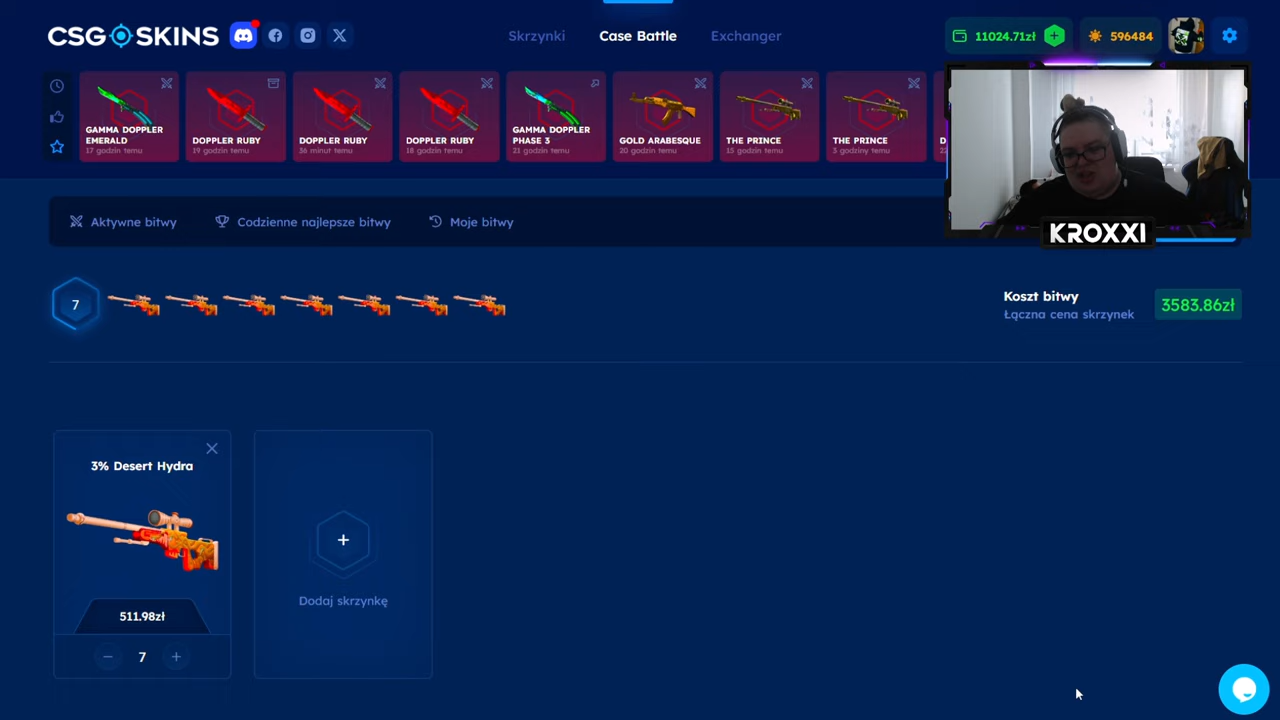 CSG SKINS
Skrzynki
Case Battle
Exchanger
11024.71zł
596484
GAMMA DOPPLER
EMERALD
17 godzin temu
DOPPLER RUBY
19 godzin temu
DOPPLER RUBY
36 minut temu
DOPPLER RUBY
18 godzin temu
GAMMA DOPPLER
PHASE 3
21 godzin temu
GOLD ARABESQUE
20 godzin temu
THE PRINCE
15 godzin temu
THE PRINCE
3 godziny temu
KROXXI
Aktywne bitwy
Codzienne najlepsze bitwy
Moje bitwy
7
Koszt bitwy
Łączna cena skrzynek
3583.86zł
3% Desert Hydra
511.98zł
7
Dodaj skrzynkę